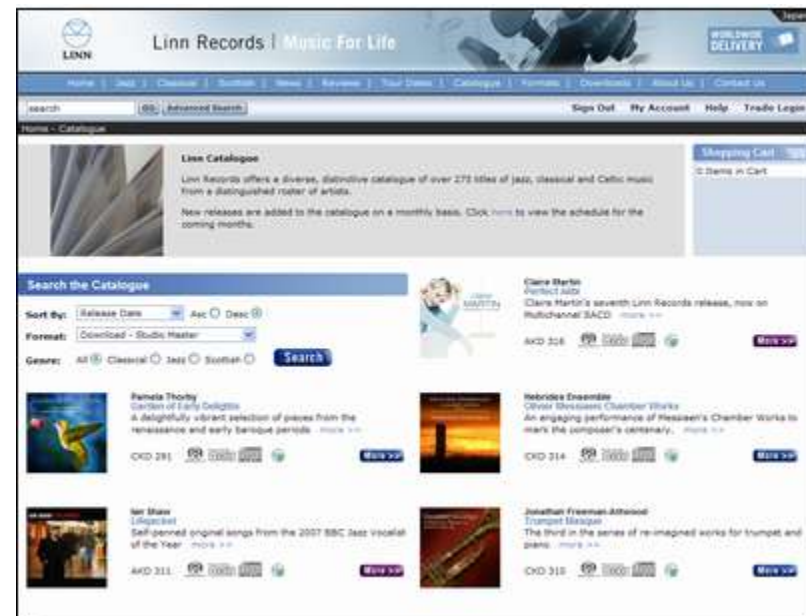 Japan
LINN
Linn Records | Music For Life
WORLDWIDE
DELIVERY
Home | Jazz | Classical | Scottish | News | Reviews | Tour Dates | Catalogue | Formats | Downloads | About Us | Contact Us
search GO Advanced Search Sign Out My Account Help Trade Login
Home - Catalogue
Linn Catalogue
Linn Records offers a diverse, distinctive catalogue of over 275 titles of jazz, classical and Celtic music
from a distinguished roster of artists.
New releases are added to the catalogue on a monthly basis. Click here to view the schedule for the
coming months.
Shopping Cart
0 Items in Cart
Search the Catalogue
Sort By: Release Date Asc Desc
Format: Download - Studio Master
Genre: All Classical Jazz Scottish Search
Claire Martin
Claire Martin's seventh Linn Records release, now on
Multichannel SACD more >>
AKD 316 More >>
Pamela Thorby
Garden of Early Delights
A delightfully vibrant selection of pieces from the
renaissance and early baroque periods more >>
CKD 291 More >>
Hebrides Ensemble
Olivier Messiaen: Chamber Works
An engaging performance of Messiaen's Chamber Works to
mark the composer's centenary. more >>
CKD 314 More >>
Ian Shaw
Lifejacket
Self-penned original songs from the 2007 BBC Jazz Vocalist
of the Year more >>
AKD 311 More >>
Jonathan Freeman-Attwood
Trumpet Masque
The third in the series of re-imagined works for trumpet and
piano more >>
CKD 310 More >>